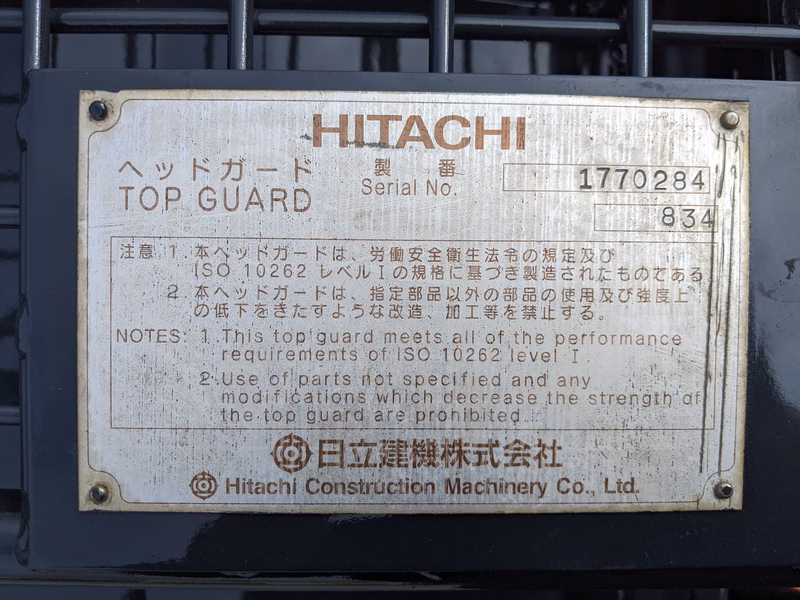 HITACHI
ヘッドガード 製番 1770284
TOP GUARD Serial No.
834
注意 1. 本ヘッドガードは、労働安全衛生法令の規定及び
ISO 10262 レベル I の規格に基づき製造されたものである
2. 本ヘッドガードは、指定部品以外の部品の使用及び強度上
の低下をきたすような改造、加工等を禁止する。
NOTES: 1. This top guard meets all of the performance
requirements of ISO 10262 level I.
2. Use of parts not specified and any
modifications which decrease the strength of
the top guard are prohibited
日立建機株式会社
Hitachi Construction Machinery Co., Ltd.